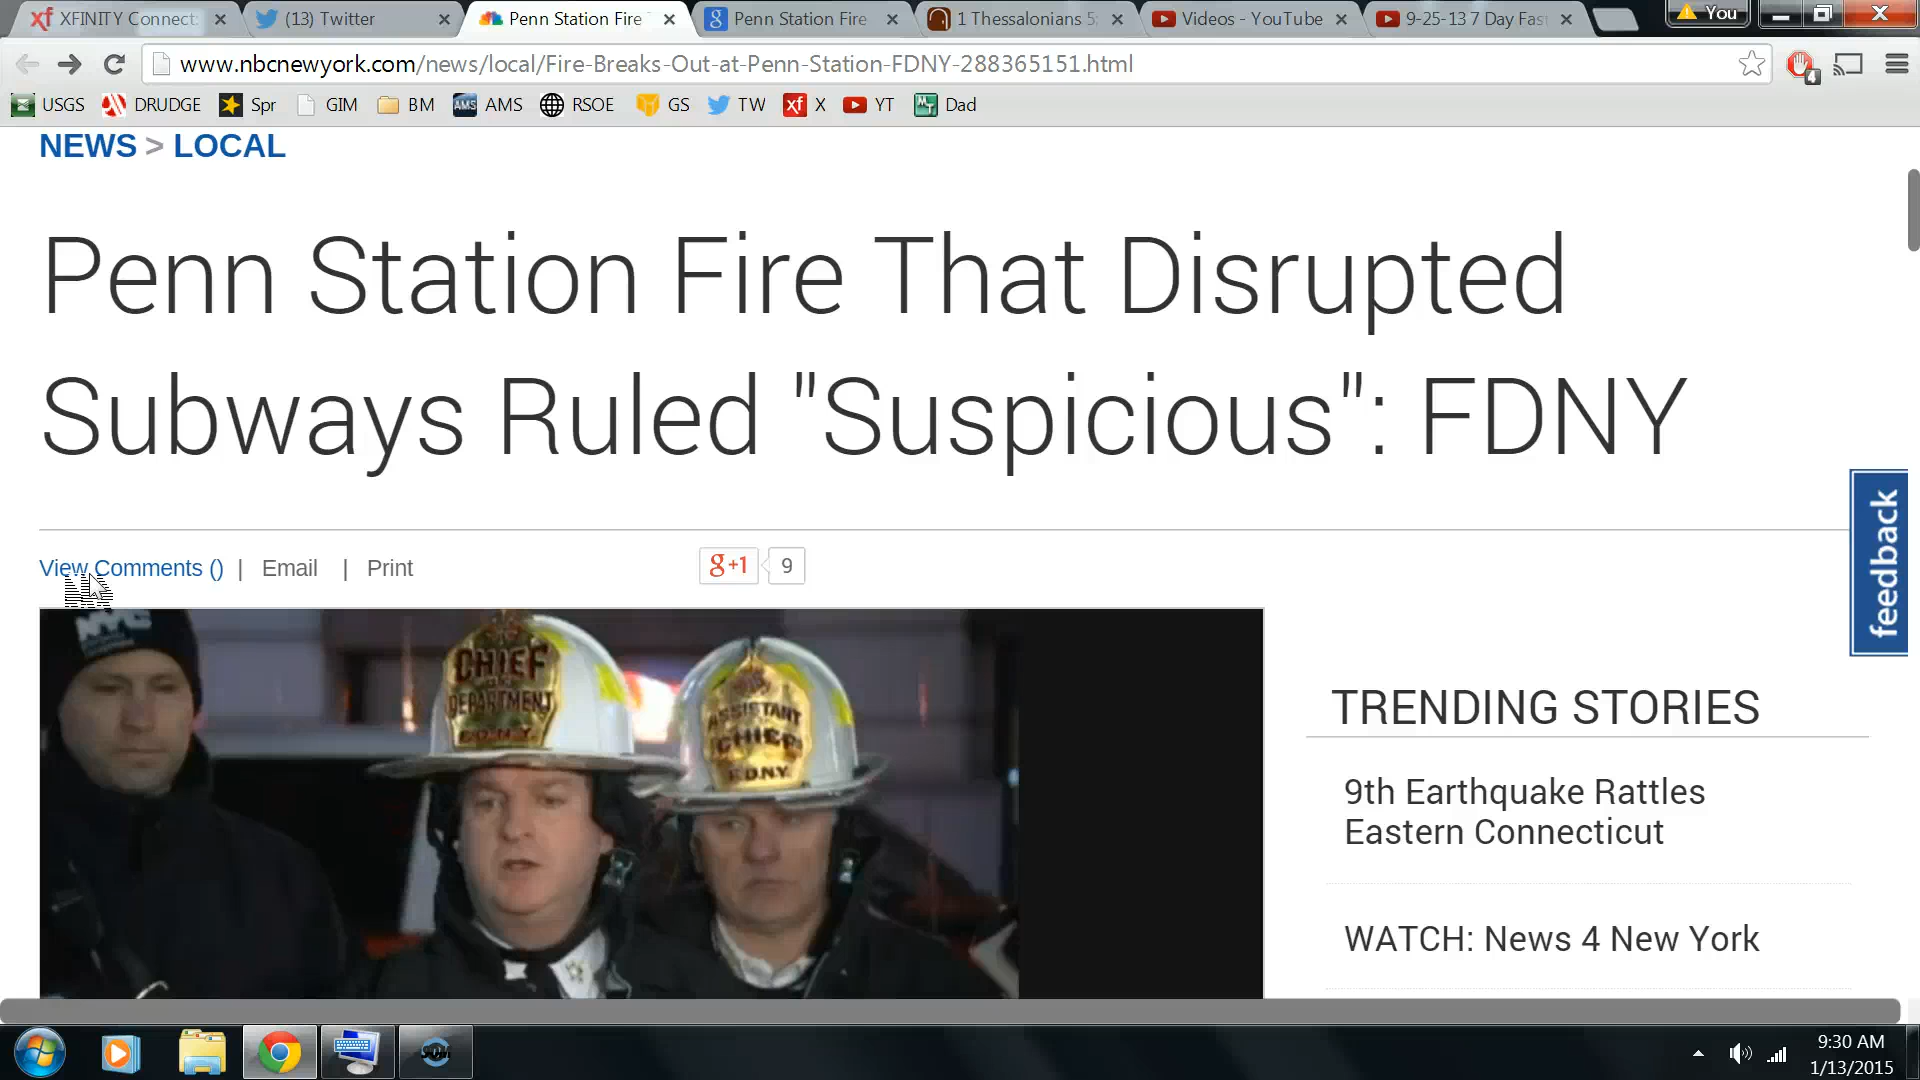 XFINITY Connect:
(13) Twitter
Penn Station Fire
Penn Station Fire
1 Thessalonians 5:
Videos - YouTube
9-25-13 7 Day Fast
You
www.nbcnewyork.com/news/local/Fire-Breaks-Out-at-Penn-Station-FDNY-288365151.html
4
USGS DRUDGE Spr GIM BM AMS RSOE GS TW X YT Dad
NEWS > LOCAL
Penn Station Fire That Disrupted
Subways Ruled "Suspicious": FDNY
View Comments () | Email | Print
g+1 9
feedback
NYC
CHIEF
DEPARTMENT
F.D.N.Y.
ASSISTANT
CHIEF
F.D.N.Y.
TRENDING STORIES
9th Earthquake Rattles
Eastern Connecticut
WATCH: News 4 New York
9:30 AM
1/13/2015